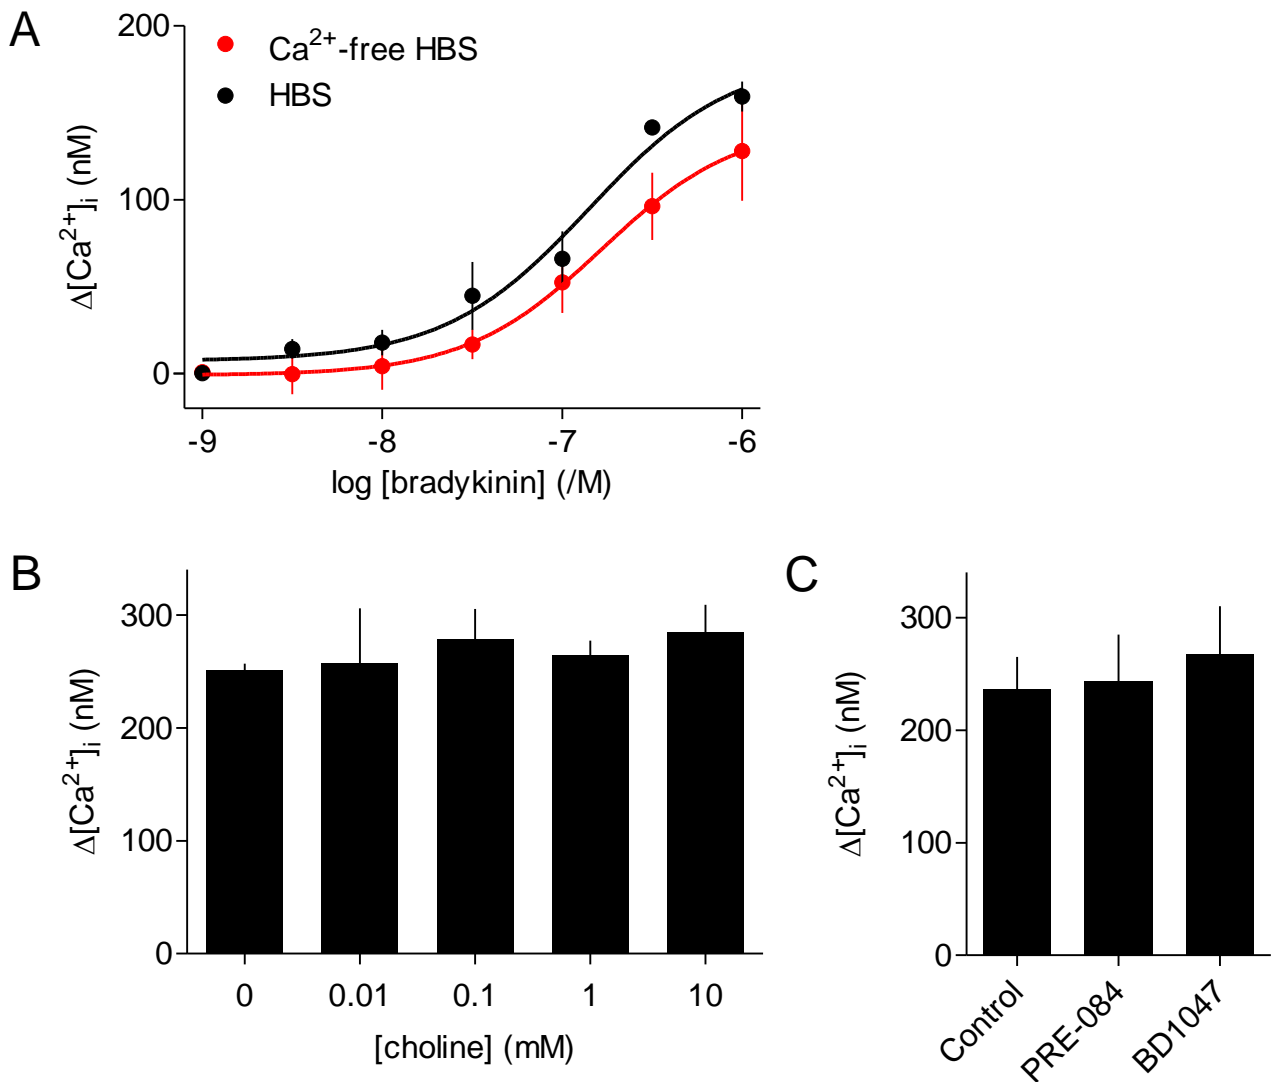 A
200
100
0
Δ[Ca²⁺]ᵢ (nM)
Ca²⁺-free HBS
HBS
-9 -8 -7 -6
log [bradykinin] (/M)
B
300
200
100
0
Δ[Ca²⁺]ᵢ (nM)
0 0.01 0.1 1 10
[choline] (mM)
C
300
200
100
0
Δ[Ca²⁺]ᵢ (nM)
Control
PRE-084
BD1047